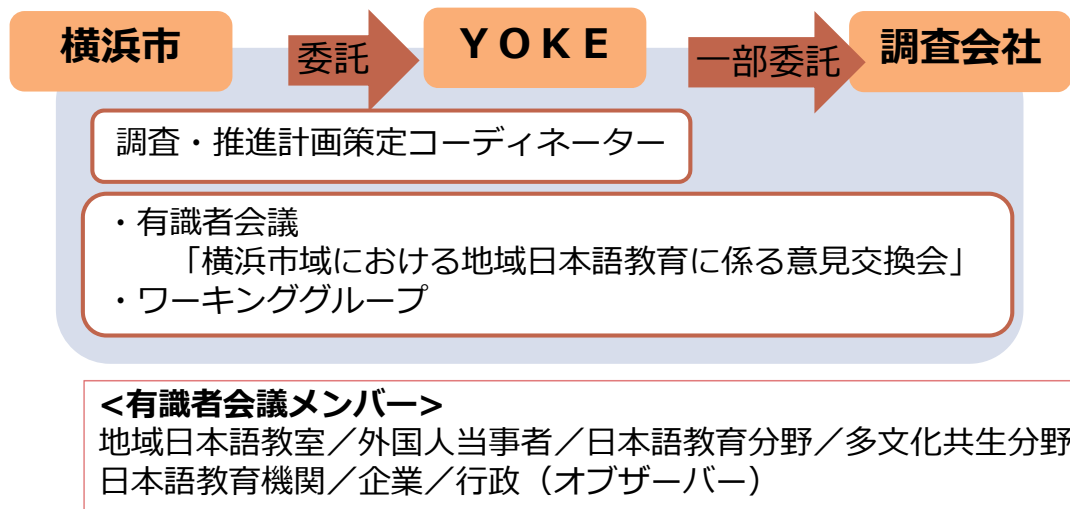 横浜市 委託 ＹＯＫＥ 一部委託 調査会社
調査・推進計画策定コーディネーター
・有識者会議
「横浜市域における地域日本語教育に係る意見交換会」
・ワーキンググループ
<有識者会議メンバー>
地域日本語教室／外国人当事者／日本語教育分野／多文化共生分野
日本語教育機関／企業／行政（オブザーバー）